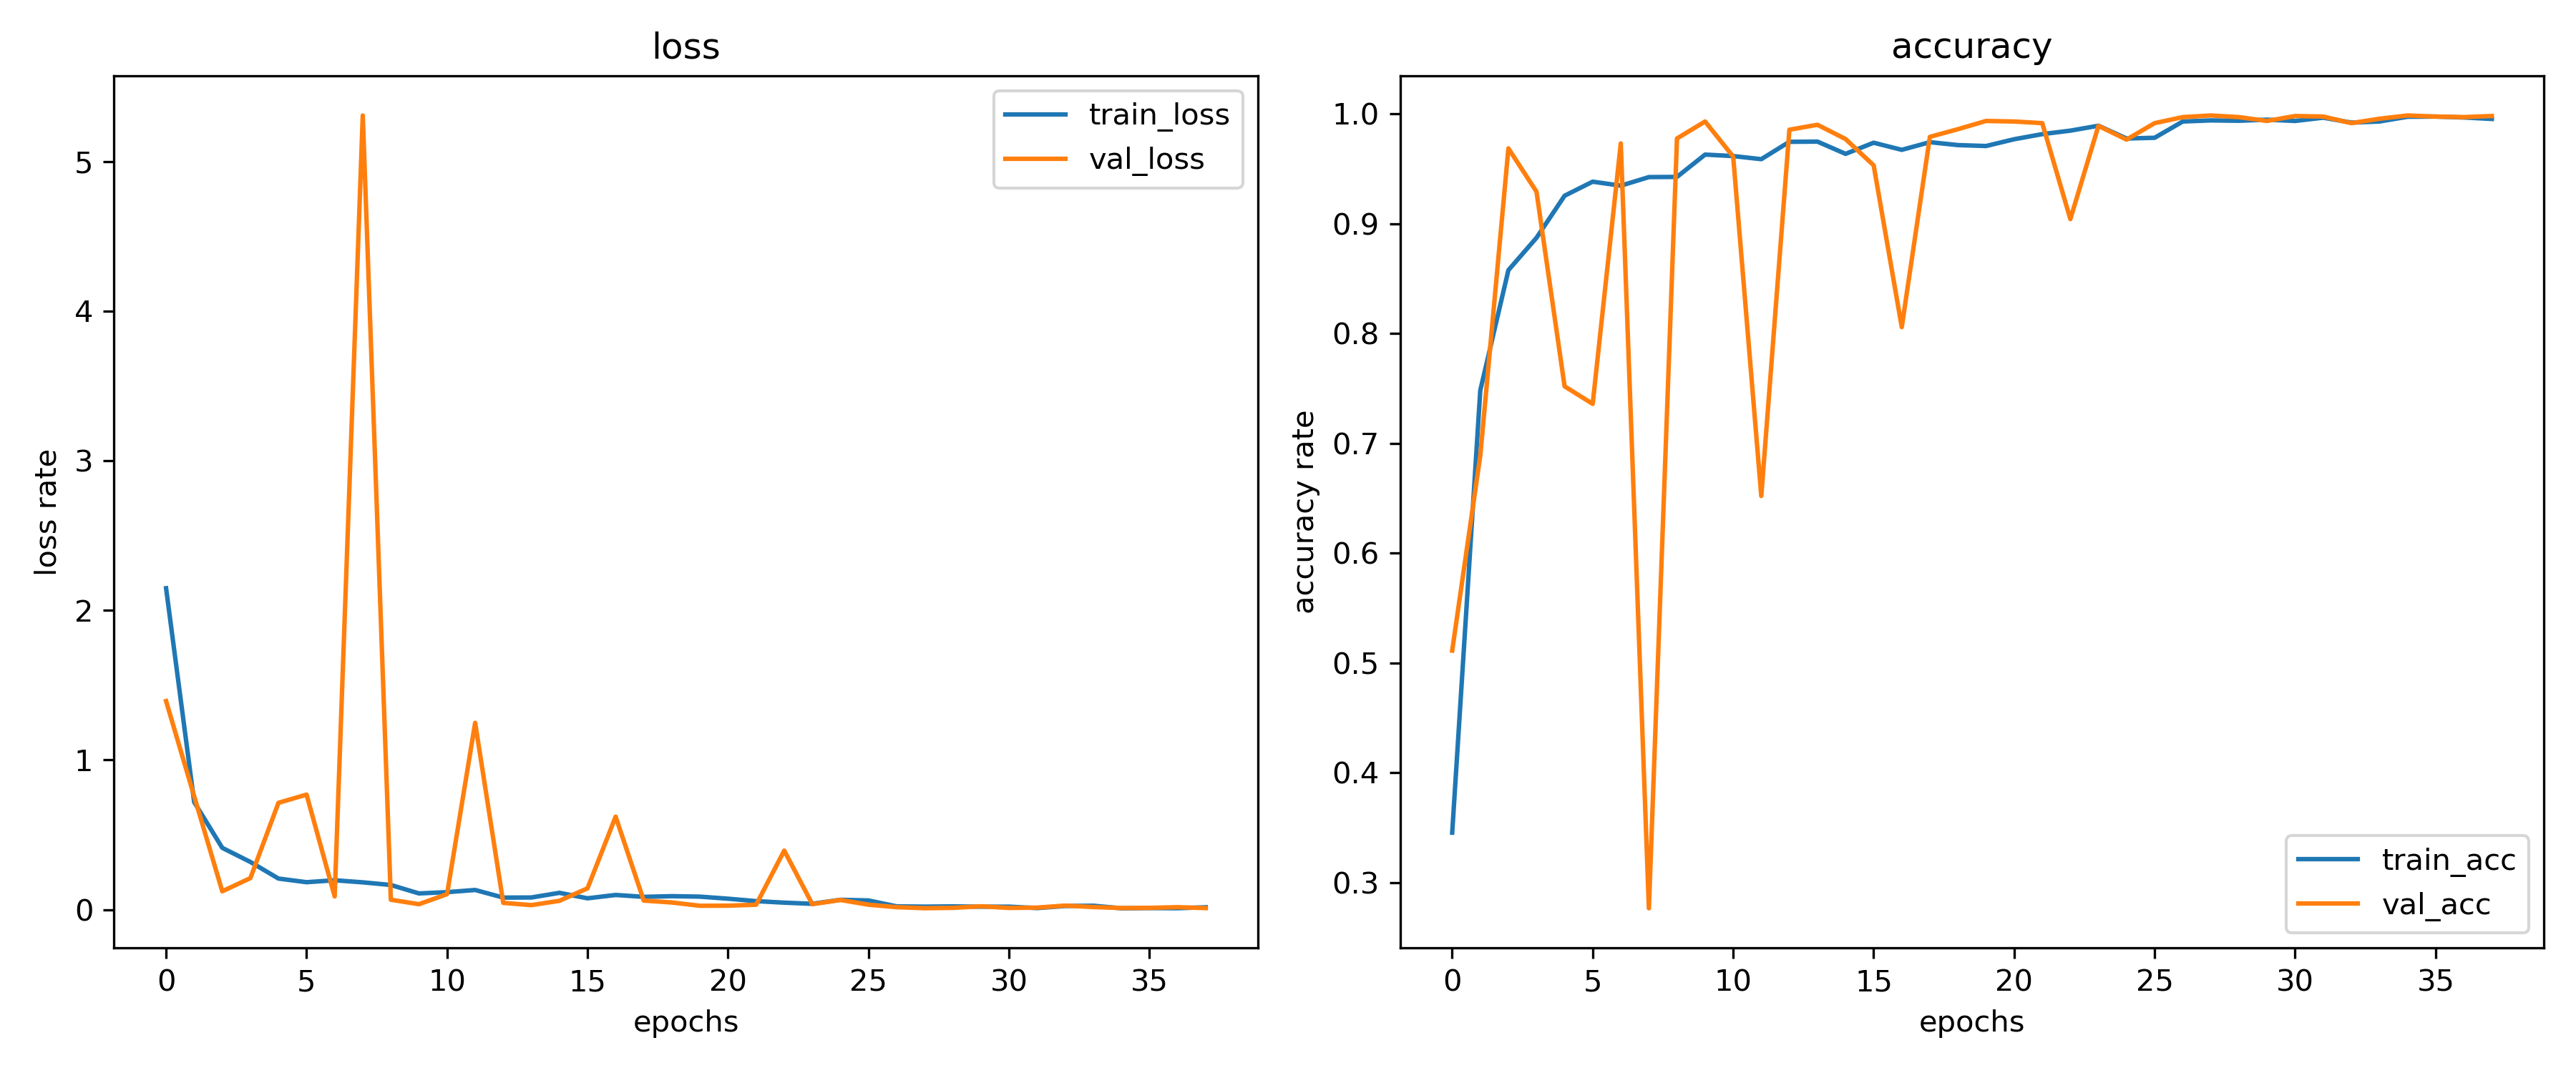 loss
loss rate
5
4
3
2
1
0
train_loss
val_loss
0 5 10 15 20 25 30 35
epochs
accuracy
accuracy rate
1.0
0.9
0.8
0.7
0.6
0.5
0.4
0.3
train_acc
val_acc
0 5 10 15 20 25 30 35
epochs